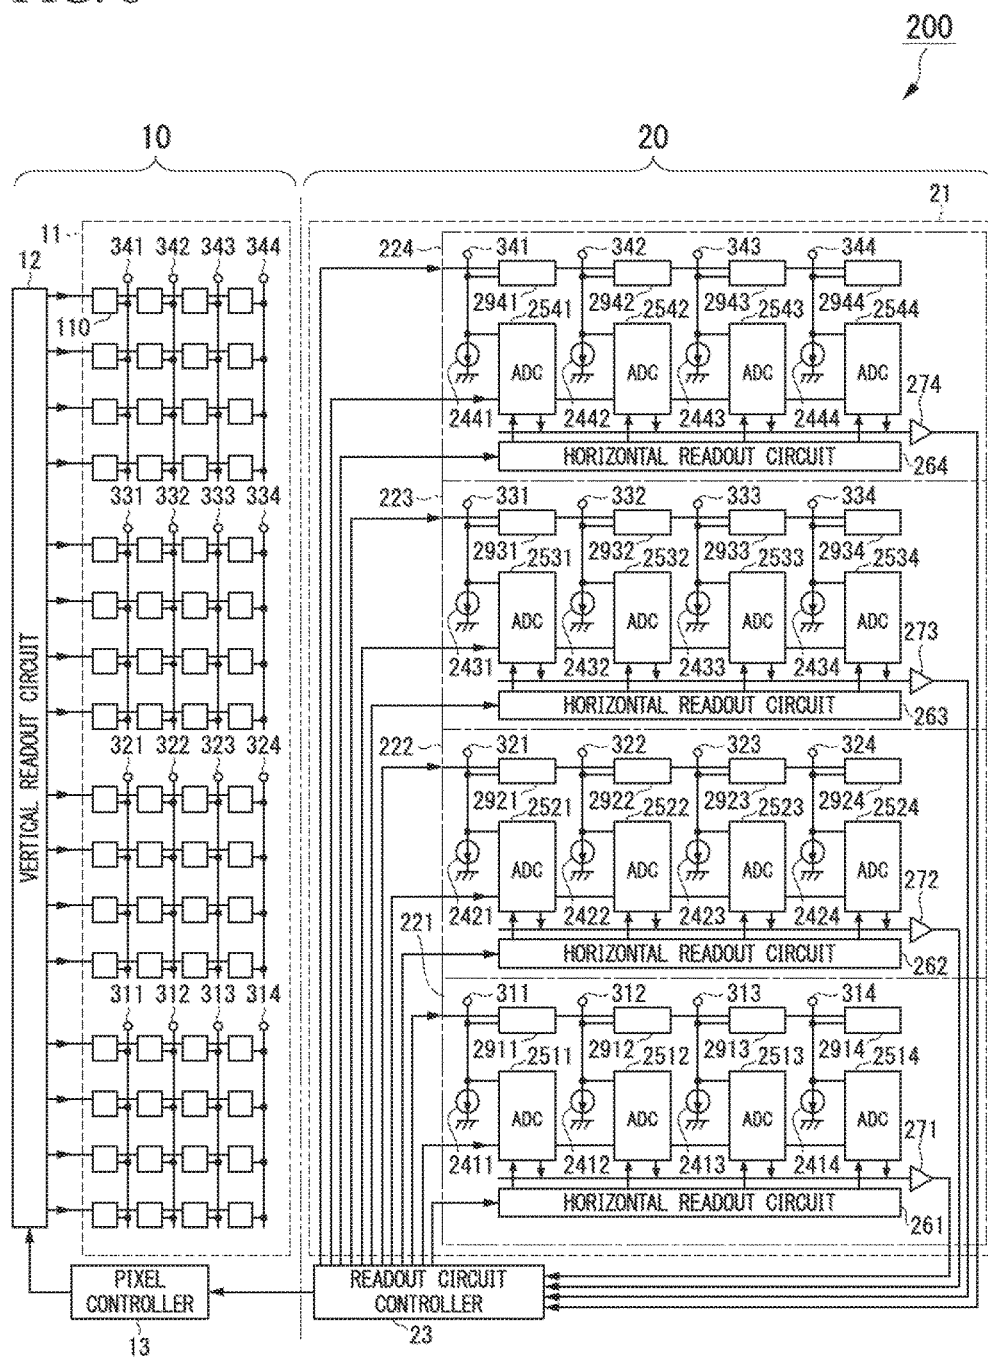 200
10 20
21
11
12
341 342 343 344
110
331 332 333 334
321 322 323 324
311 312 313 314
VERTICAL READOUT CIRCUIT
224 341 342 343 344
2941 2942 2943 2944
2541 2542 2543 2544
ADC ADC ADC ADC
274
2441 2442 2443 2444
HORIZONTAL READOUT CIRCUIT
264
223 331 332 333 334
2931 2932 2933 2934
2531 2532 2533 2534
ADC ADC ADC ADC
273
2431 2432 2433 2434
HORIZONTAL READOUT CIRCUIT
263
222 321 322 323 324
2921 2922 2923 2924
2521 2522 2523 2524
ADC ADC ADC ADC
272
2421 2422 2423 2424
HORIZONTAL READOUT CIRCUIT
262
221 311 312 313 314
2911 2912 2913 2914
2511 2512 2513 2514
ADC ADC ADC ADC
271
2411 2412 2413 2414
HORIZONTAL READOUT CIRCUIT
261
PIXEL
CONTROLLER
13
READOUT CIRCUIT
CONTROLLER
23